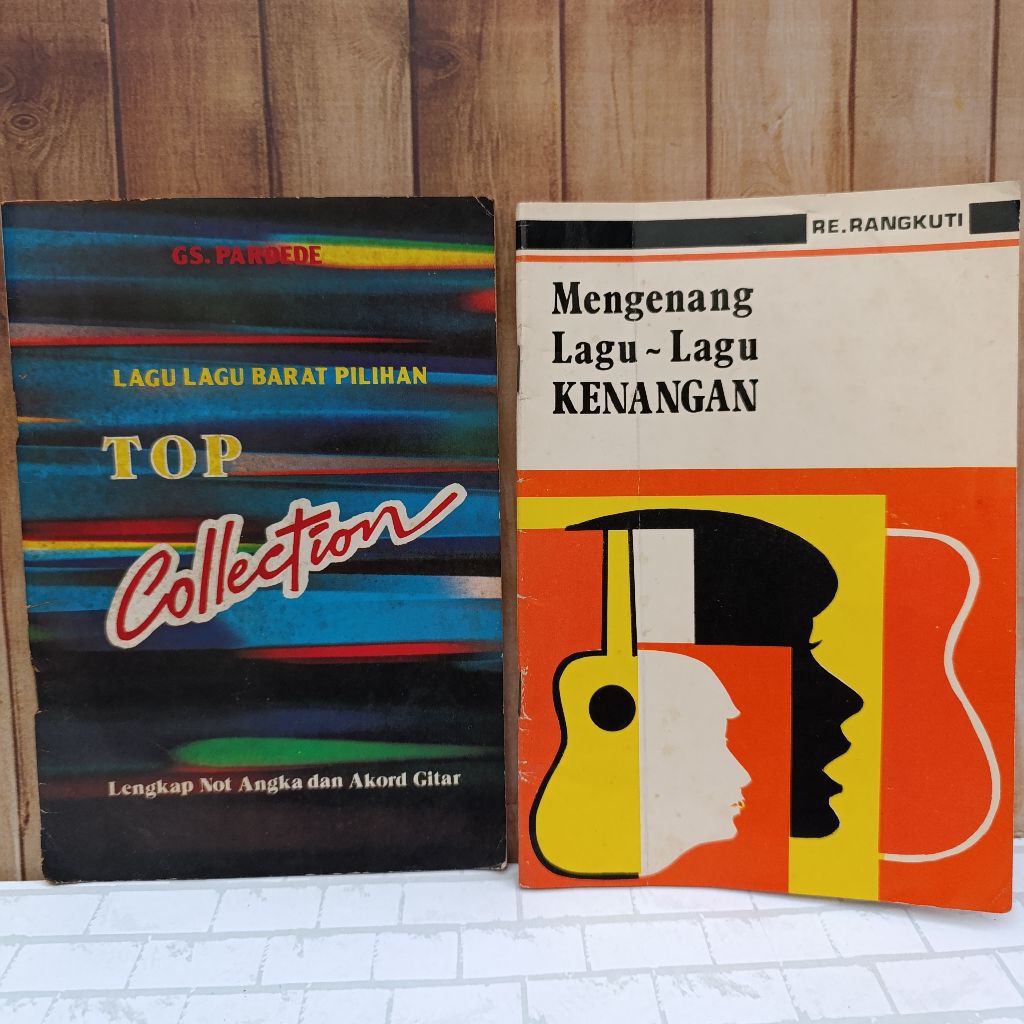 GS. PARDEDE
LAGU LAGU BARAT PILIHAN
TOP
Collection
Lengkap Not Angka dan Akord Gitar
RE.RANGKUTI
Mengenang
Lagu ~ Lagu
KENANGAN